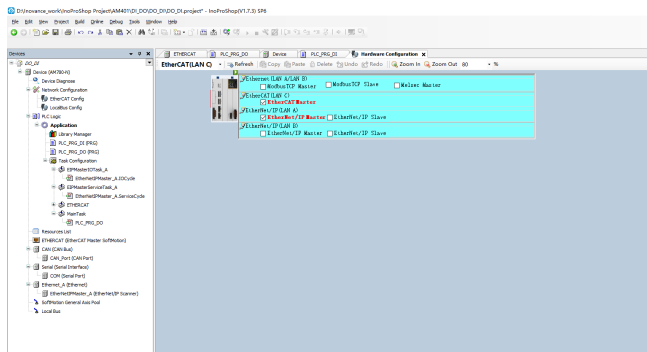 D:\Inovance_work\InoProShop Project\AM401\DI_DO\DO_DI\DO_DI.project* - InoProShop(V1.7.3) SP6
File Edit View Project Build Online Debug Tools Window Help
Devices
ETHERCAT PLC_PRG_DO Device PLC_PRG_DI Hardware Configuration
EtherCAT(LAN C) Refresh Copy Paste Delete Undo Redo Zoom In Zoom Out 80 %
DO_DI
Device (AM780-N)
Device Diagnose
Network Configuration
EtherCAT Config
LocalBus Config
PLC Logic
Application
Library Manager
PLC_PRG_DI (PRG)
PLC_PRG_DO (PRG)
Task Configuration
EIPMasterIOTask_A
EtherNetIPMaster_A.IOCycle
EIPMasterServiceTask_A
EtherNetIPMaster_A.ServiceCycle
ETHERCAT
MainTask
PLC_PRG_DO
Resources List
ETHERCAT (EtherCAT Master SoftMotion)
CAN (CAN Bus)
CAN_Port (CAN Port)
Serial (Serial Interface)
COM (Serial Port)
Ethernet_A (Ethernet)
EtherNetIPMaster_A (EtherNet/IP Scanner)
SoftMotion General Axis Pool
Local Bus
Ethernet(LAN A/LAN B)
ModbusTCP Master ModbusTCP Slave Melsec Master
EtherCAT(LAN C)
EtherCAT Master
EtherNet/IP(LAN A)
EtherNet/IP Master EtherNet/IP Slave
EtherNet/IP(LAN B)
EtherNet/IP Master EtherNet/IP Slave